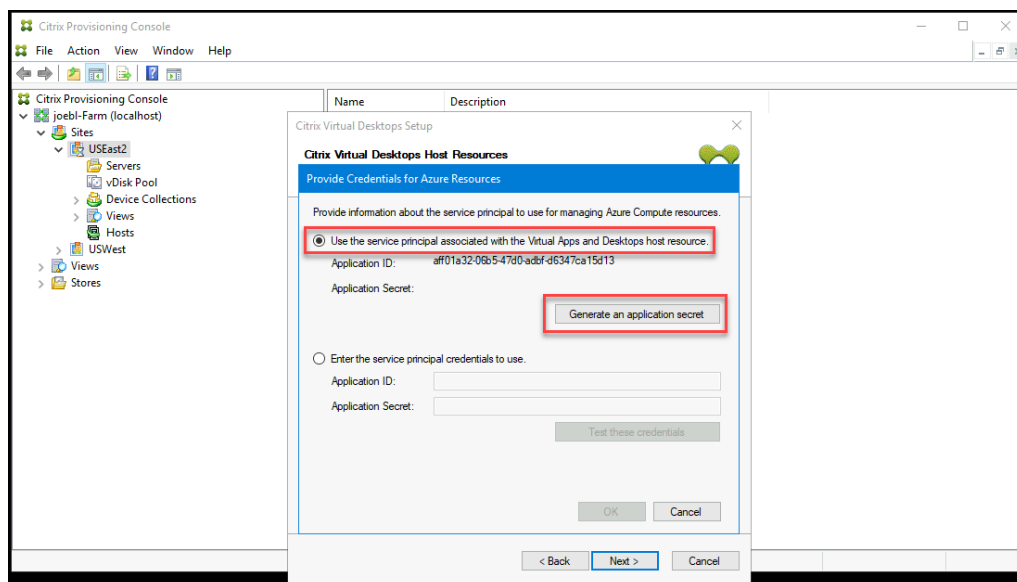 Citrix Provisioning Console
File Action View Window Help
Citrix Provisioning Console
joebl-Farm (localhost)
Sites
USEast2
Servers
vDisk Pool
Device Collections
Views
Hosts
USWest
Views
Stores
Name Description
Citrix Virtual Desktops Setup
Citrix Virtual Desktops Host Resources
Provide Credentials for Azure Resources
Provide information about the service principal to use for managing Azure Compute resources.
Use the service principal associated with the Virtual Apps and Desktops host resource.
Application ID: aff01a32-06b5-47d0-adbf-d6347ca15d13
Application Secret:
Generate an application secret
Enter the service principal credentials to use.
Application ID:
Application Secret:
Test these credentials
OK Cancel
< Back Next > Cancel